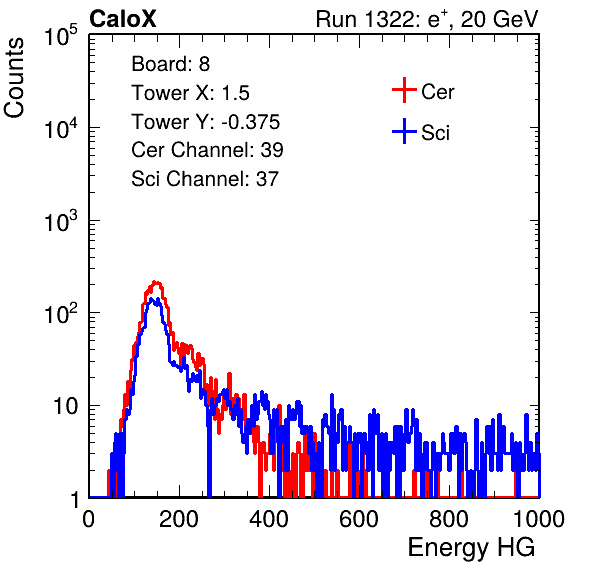 CaloX Run 1322: e⁺, 20 GeV
Counts
Board: 8
Tower X: 1.5
Tower Y: -0.375
Cer Channel: 39
Sci Channel: 37
Cer
Sci
10⁵
10⁴
10³
10²
10
1
0 200 400 600 800 1000
Energy HG